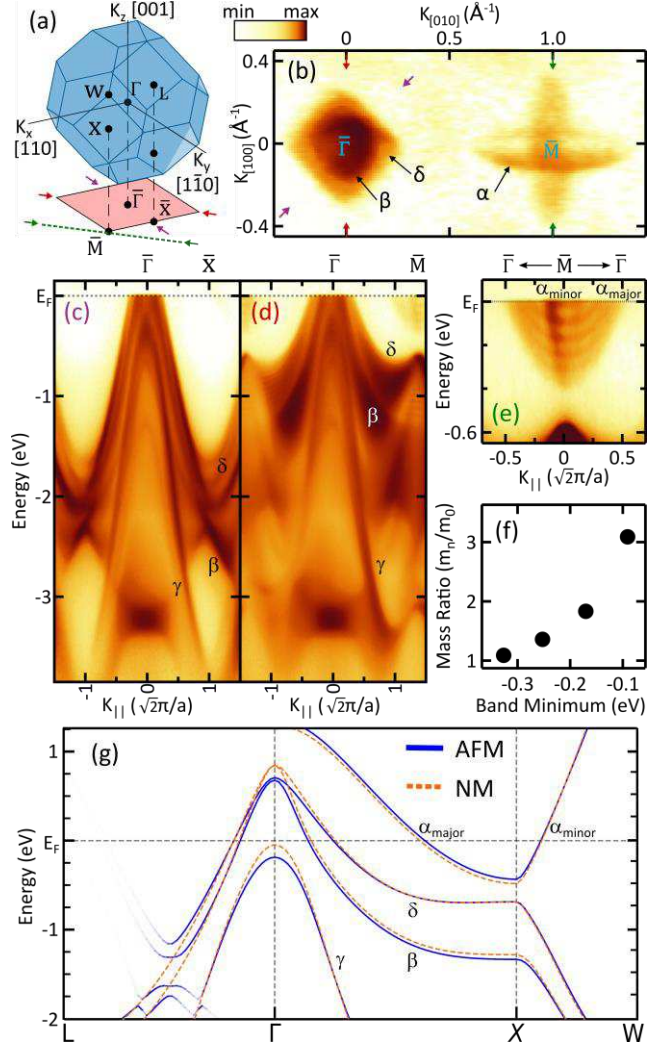 (a)
K_z [001]
W
Γ
L
K_x
[110]
X
K_y
[11̅0]
Γ̅
X̅
M̅
min
max
K_[010] (Å⁻¹)
0
0.5
1.0
(b)
K_[100] (Å⁻¹)
0.4
0
-0.4
Γ̅
M̅
δ
β
α
Γ̅ X̅ Γ̅ M̅
E_F
(c)
(d)
δ
β
-1
δ
-2
β
γ
γ
-3
Energy (eV)
-1 0 1
-1 0 1
K_|| (√2π/a)
K_|| (√2π/a)
Γ̅ M̅ Γ̅
α_minor
α_major
E_F
Energy (eV)
-0.6
(e)
-0.5 0 0.5
K_|| (√2π/a)
(f)
Mass Ratio (m_n/m_0)
3
2
1
-0.3 -0.2 -0.1
Band Minimum (eV)
(g)
AFM
NM
1
E_F
-1
-2
Energy (eV)
α_major
α_minor
δ
β
γ
L Γ X W